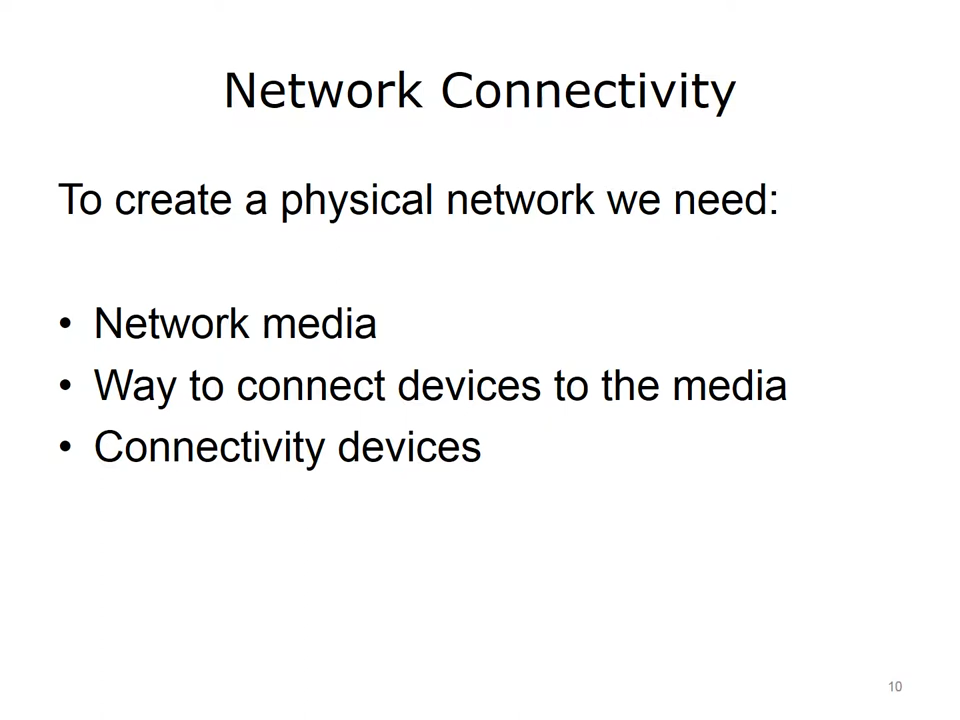 Network Connectivity
To create a physical network we need:
• Network media
• Way to connect devices to the media
• Connectivity devices
10